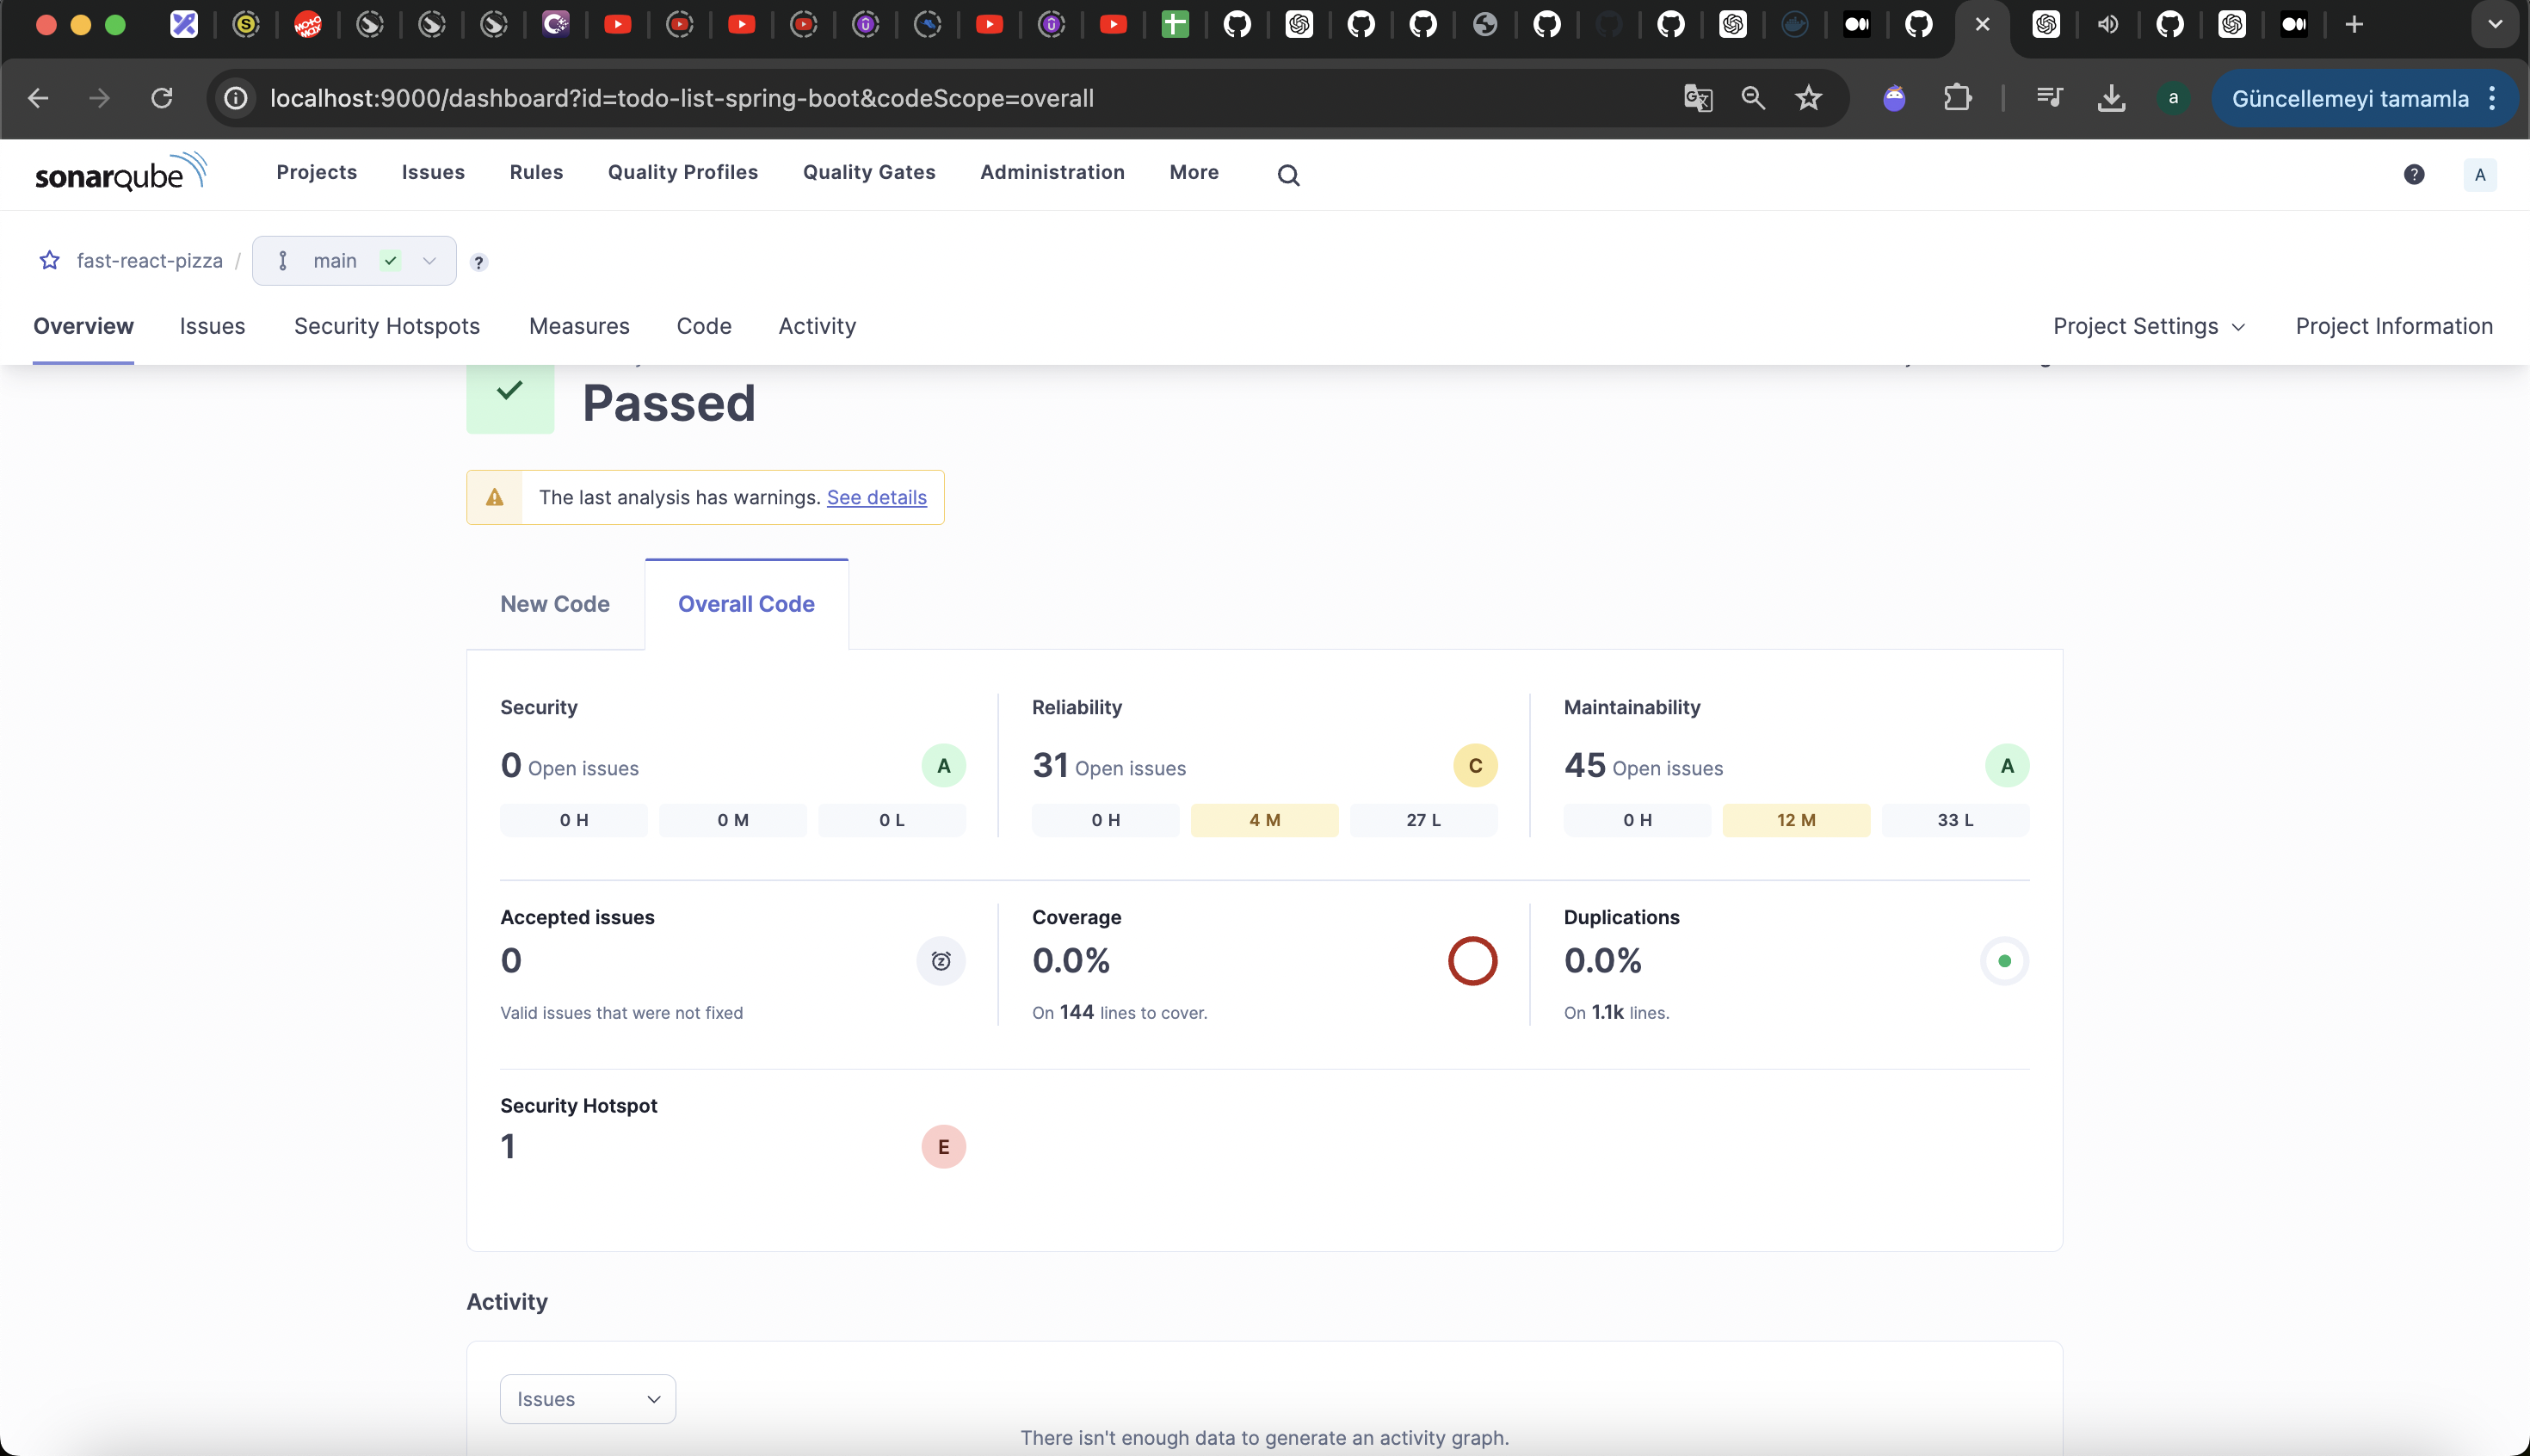 localhost:9000/dashboard?id=todo-list-spring-boot&codeScope=overall
a
Güncellemeyi tamamla
sonarqube
Projects
Issues
Rules
Quality Profiles
Quality Gates
Administration
More
?
A
fast-react-pizza /
main
?
Overview
Issues
Security Hotspots
Measures
Code
Activity
Project Settings
Project Information
Passed
The last analysis has warnings. See details
New Code
Overall Code
Security
0 Open issues
A
0 H
0 M
0 L
Reliability
31 Open issues
C
0 H
4 M
27 L
Maintainability
45 Open issues
A
0 H
12 M
33 L
Accepted issues
0
Valid issues that were not fixed
Coverage
0.0%
On 144 lines to cover.
Duplications
0.0%
On 1.1k lines.
Security Hotspot
1
E
Activity
Issues
There isn't enough data to generate an activity graph.